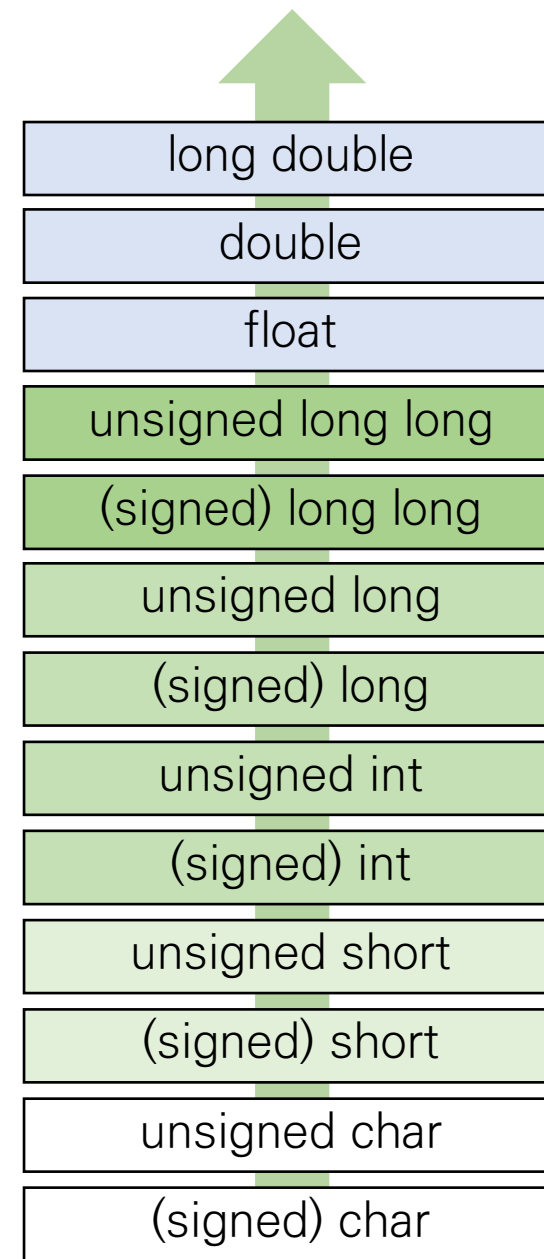 long double
double
float
unsigned long long
(signed) long long
unsigned long
(signed) long
unsigned int
(signed) int
unsigned short
(signed) short
unsigned char
(signed) char